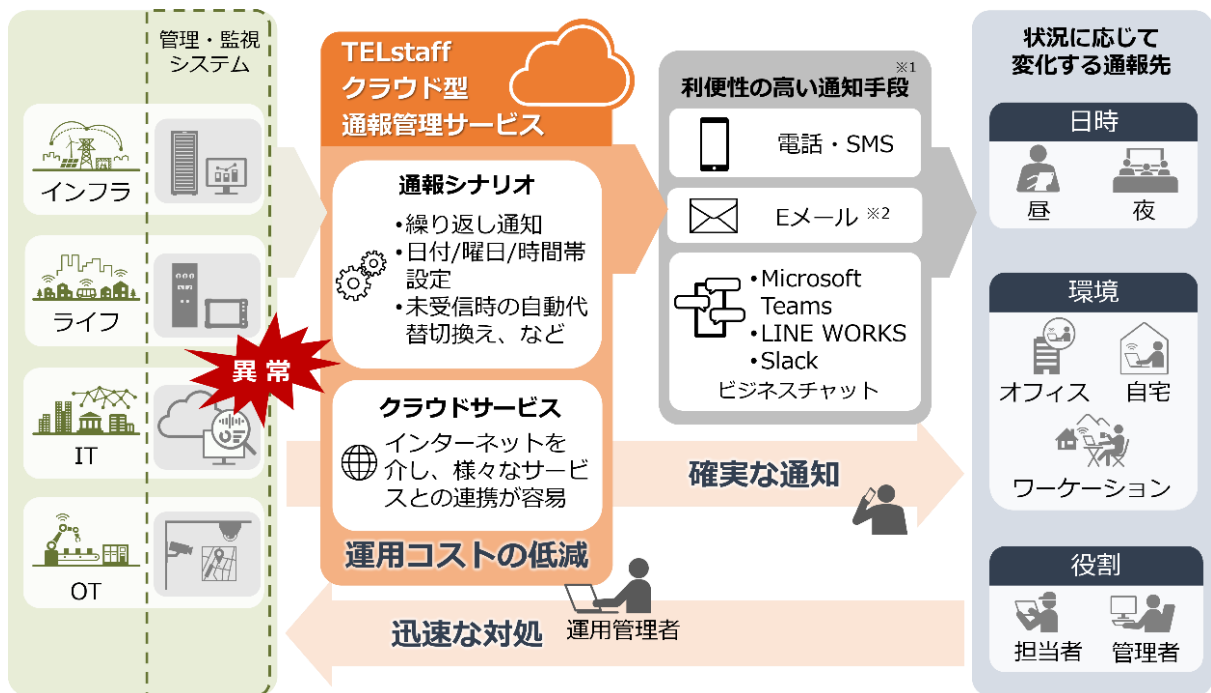 管理・監視
システム
インフラ
ライフ
異常
IT
OT
TELstaff
クラウド型
通報管理サービス
通報シナリオ
•繰り返し通知
•日付/曜日/時間帯
設定
•未受信時の自動代
替切換え、など
クラウドサービス
インターネットを
介し、様々なサービ
スとの連携が容易
運用コストの低減
※1
利便性の高い通知手段
電話・SMS
Eメール ※2
•Microsoft
Teams
•LINE WORKS
•Slack
ビジネスチャット
確実な通知
迅速な対処
運用管理者
状況に応じて
変化する通報先
日時
昼 夜
環境
オフィス 自宅
ワーケーション
役割
担当者 管理者